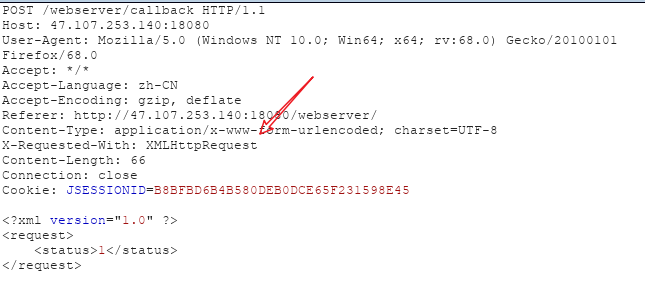 POST /webserver/callback HTTP/1.1
Host: 47.107.253.140:18080
User-Agent: Mozilla/5.0 (Windows NT 10.0; Win64; x64; rv:68.0) Gecko/20100101
Firefox/68.0
Accept: */*
Accept-Language: zh-CN
Accept-Encoding: gzip, deflate
Referer: http://47.107.253.140:18080/webserver/
Content-Type: application/x-www-form-urlencoded; charset=UTF-8
X-Requested-With: XMLHttpRequest
Content-Length: 66
Connection: close
Cookie: JSESSIONID=B8BFBD6B4B580DEB0DCE65F231598E45
<?xml version="1.0" ?>
<request>
    <status>1</status>
</request>